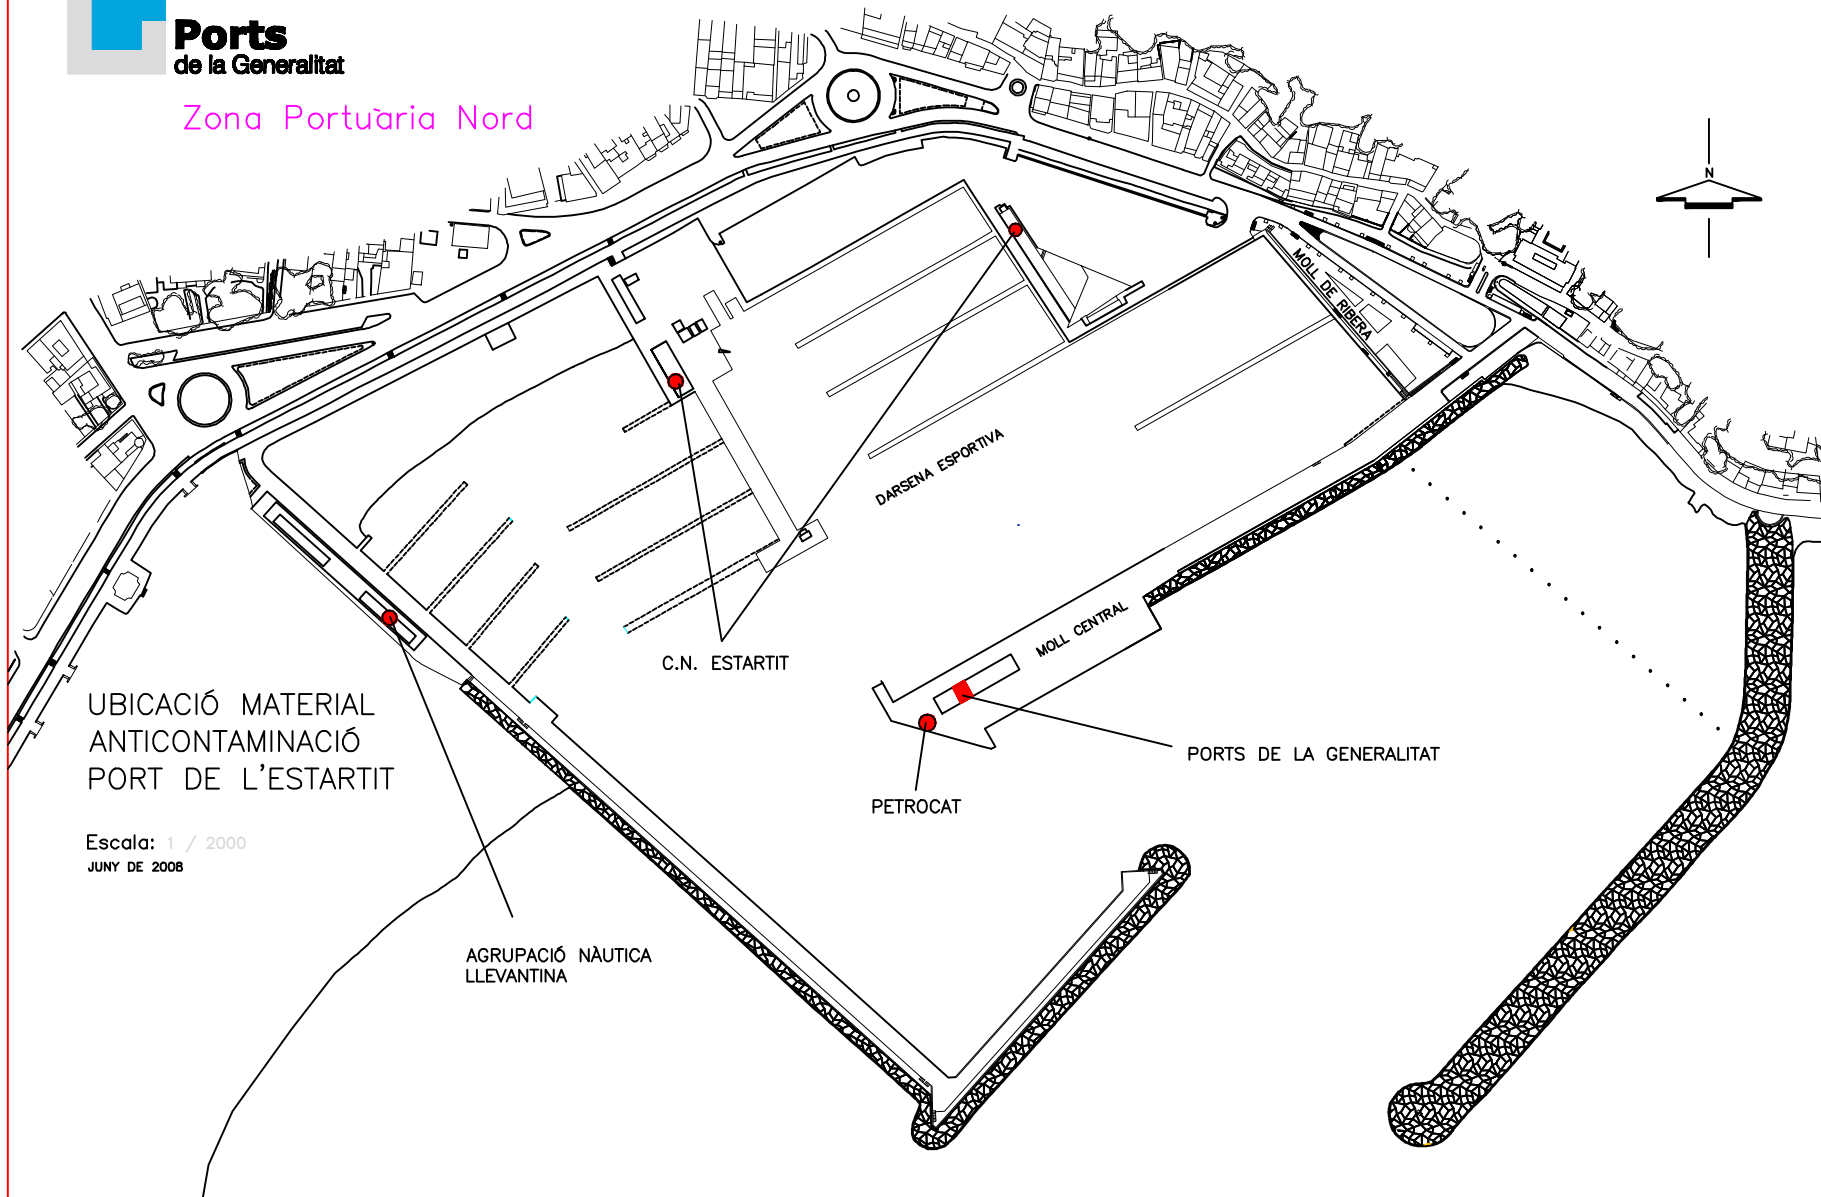 Ports
de la Generalitat
Zona Portuària Nord
N
MOLL DE RIBERA
DARSENA ESPORTIVA
MOLL CENTRAL
C.N. ESTARTIT
UBICACIÓ MATERIAL
ANTICONTAMINACIÓ
PORT DE L'ESTARTIT
PORTS DE LA GENERALITAT
PETROCAT
Escala: 1 / 2000
JUNY DE 2008
AGRUPACIÓ NÀUTICA
LLEVANTINA